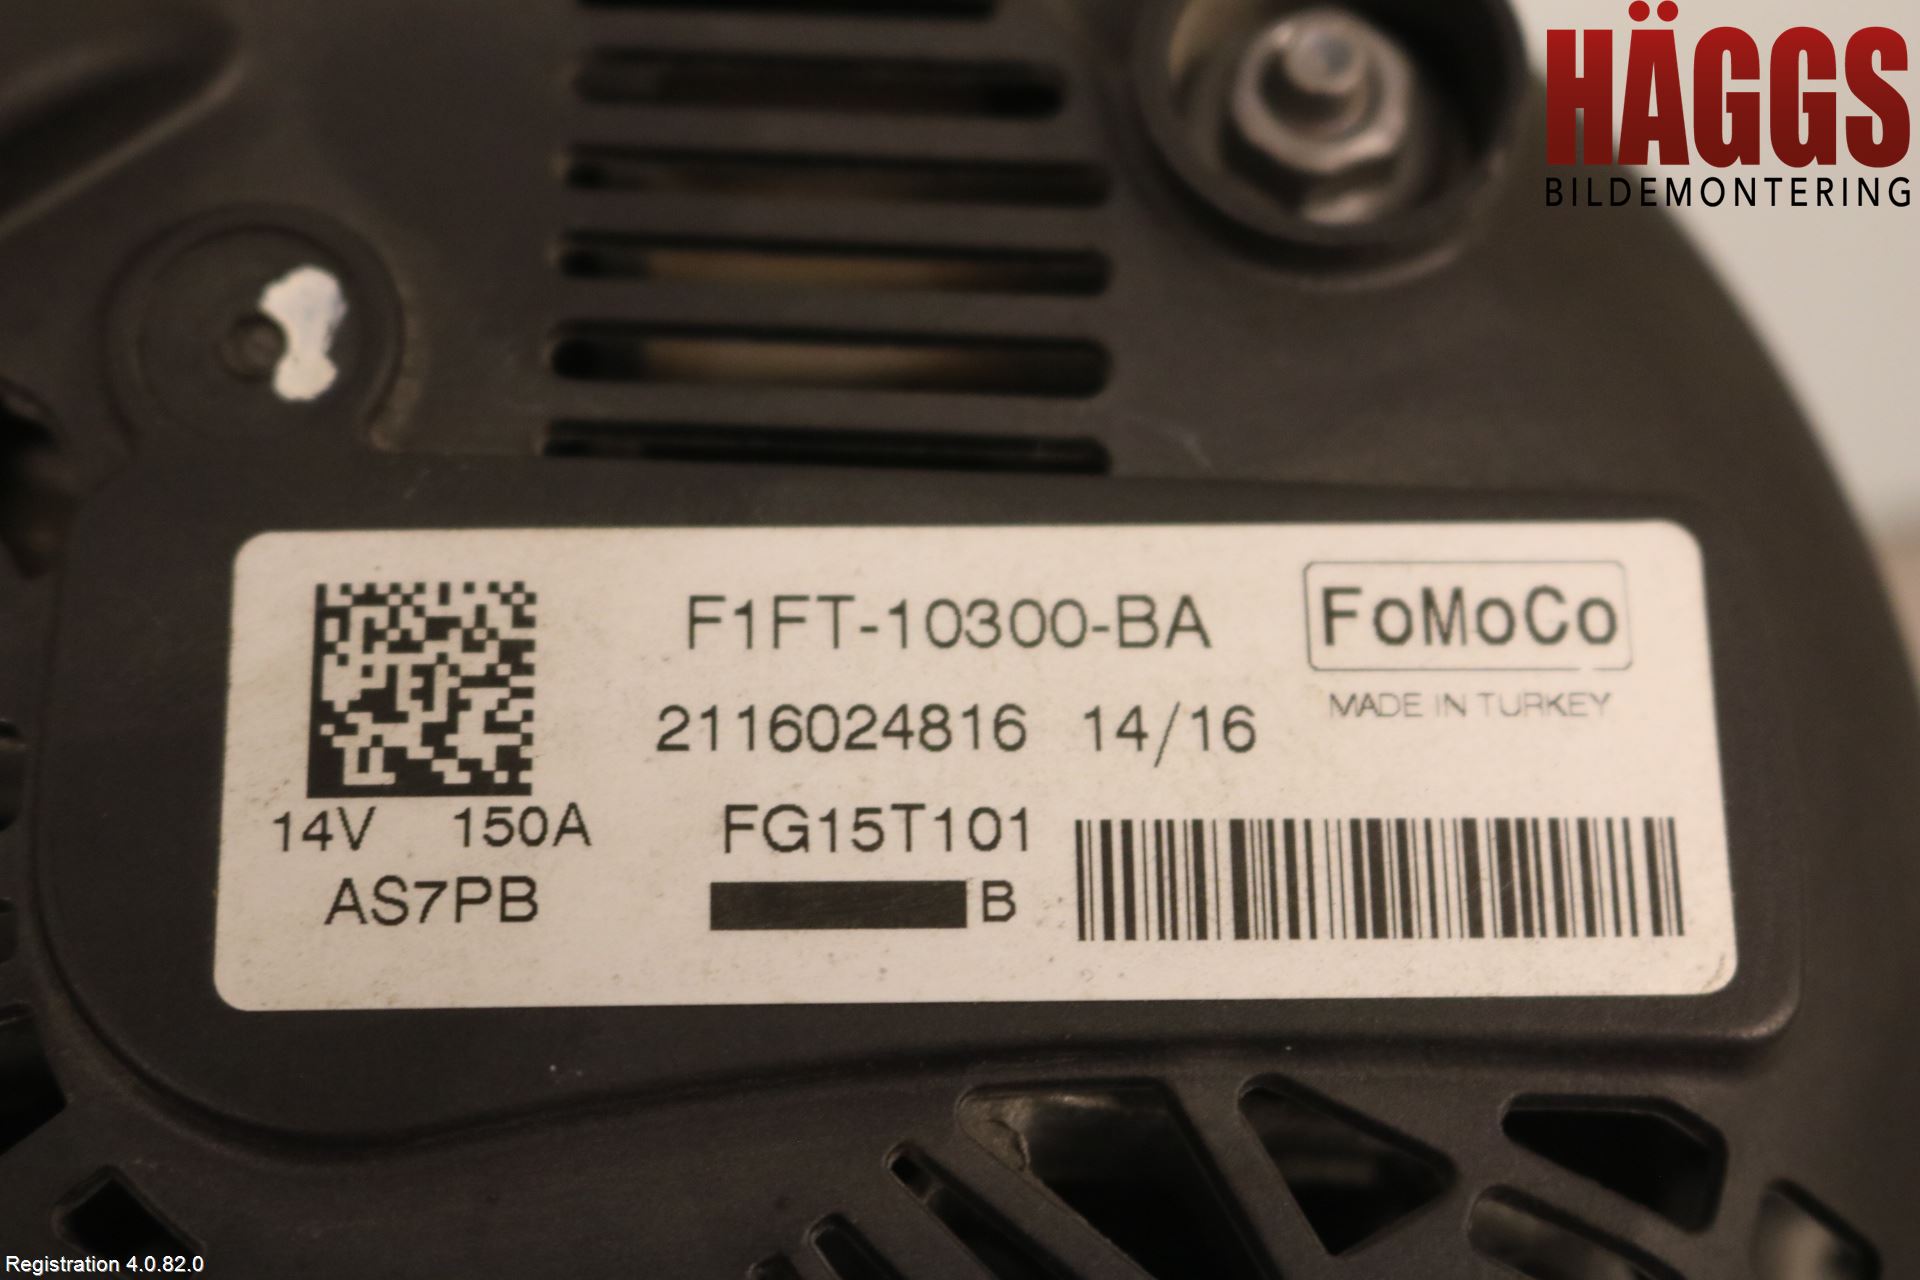 HÄGGS
BILDEMONTERING
F1FT-10300-BA
FoMoCo
MADE IN TURKEY
2116024816 14/16
14V 150A
FG15T101
AS7PB
B
Registration 4.0.82.0